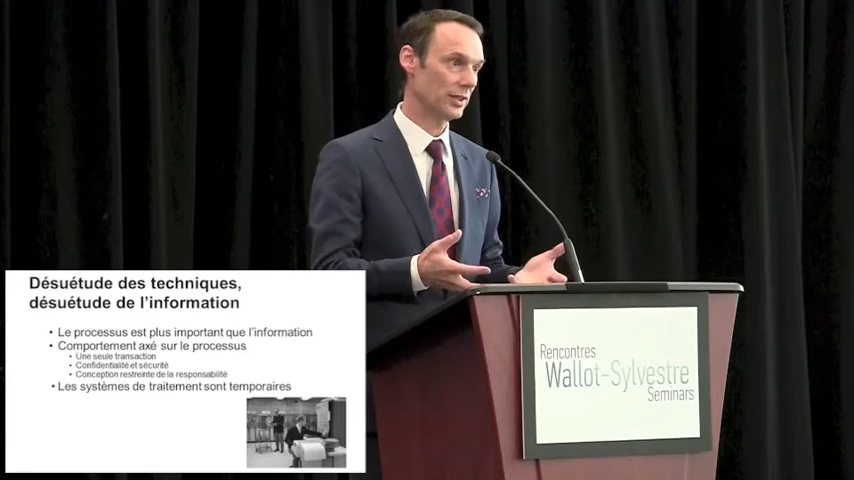 Désuétude des techniques,
désuétude de l'information
• Le processus est plus important que l'information
• Comportement axé sur le processus
• Une seule transaction
• Confidentialité et sécurité
• Conception restreinte de la responsabilité
• Les systèmes de traitement sont temporaires
Rencontres
Wallot-Sylvestre
Seminars